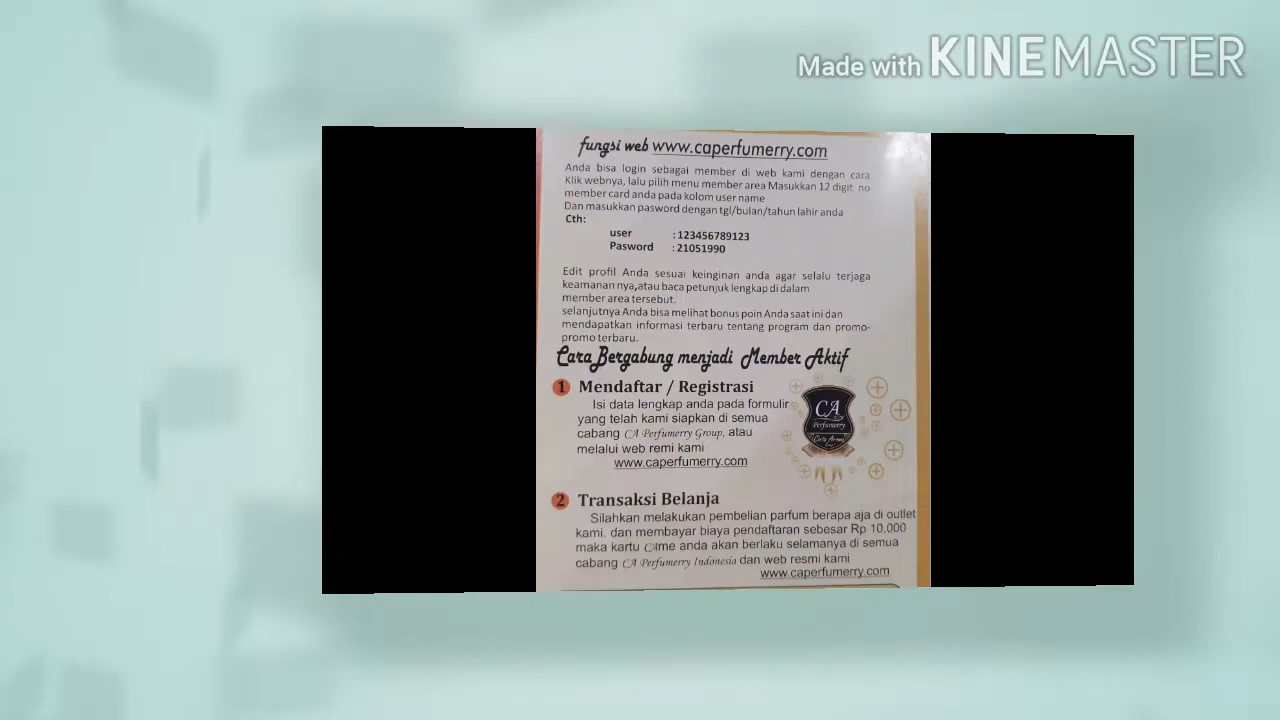 Made with KINEMASTER
fungsi web www.caperfumerry.com
Anda bisa login sebagai member di web kami dengan cara
Klik webnya, lalu pilih menu member area Masukkan 12 digit no
member card anda pada kolom user name
Dan masukkan pasword dengan tgl/bulan/tahun lahir anda
Cth:
user : 123456789123
Pasword : 21051990
Edit profil Anda sesuai keinginan anda agar selalu terjaga
keamanan nya,atau baca petunjuk lengkap di dalam
member area tersebut.
selanjutnya Anda bisa melihat bonus poin Anda saat ini dan
mendapatkan informasi terbaru tentang program dan promo-
promo terbaru.
Cara Bergabung menjadi Member Aktif
1 Mendaftar / Registrasi
Isi data lengkap anda pada formulir
yang telah kami siapkan di semua
cabang CA Perfumerry Group, atau
melalui web remi kami
www.caperfumerry.com
CA
Perfumerry
2 Transaksi Belanja
Silahkan melakukan pembelian parfum berapa aja di outlet
kami. dan membayar biaya pendaftaran sebesar Rp 10,000
maka kartu CAme anda akan berlaku selamanya di semua
cabang CA Perfumerry Indonesia dan web resmi kami
www.caperfumerry.com